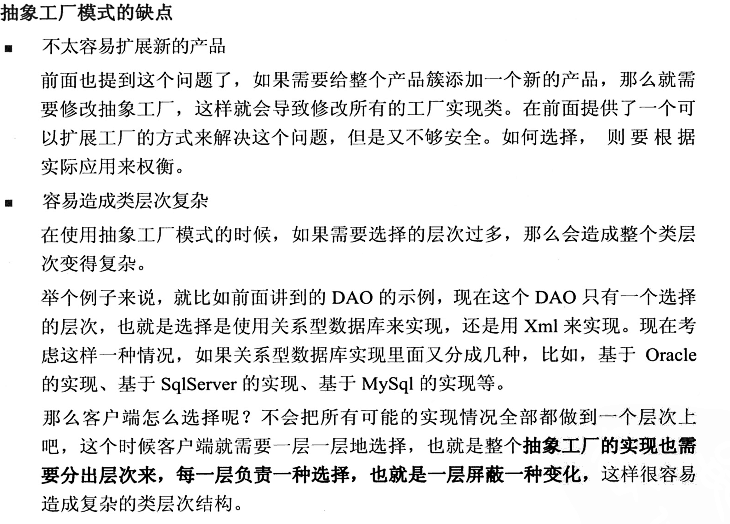 抽象工厂模式的缺点
■ 不太容易扩展新的产品
前面也提到这个问题了，如果需要给整个产品簇添加一个新的产品，那么就需
要修改抽象工厂，这样就会导致修改所有的工厂实现类。在前面提供了一个可
以扩展工厂的方式来解决这个问题，但是又不够安全。如何选择， 则要根据
实际应用来权衡。
■ 容易造成类层次复杂
在使用抽象工厂模式的时候，如果需要选择的层次过多，那么会造成整个类层
次变得复杂。
举个例子来说，就比如前面讲到的 DAO 的示例，现在这个 DAO 只有一个选择
的层次，也就是选择是使用关系型数据库来实现，还是用 Xml 来实现。现在考
虑这样一种情况，如果关系型数据库实现里面又分成几种，比如，基于 Oracle
的实现、基于 SqlServer 的实现、基于 MySql 的实现等。
那么客户端怎么选择呢？不会把所有可能的实现情况全部都做到一个层次上
吧，这个时候客户端就需要一层一层地选择，也就是整个抽象工厂的实现也需
要分出层次来，每一层负责一种选择，也就是一层屏蔽一种变化，这样很容易
造成复杂的类层次结构。